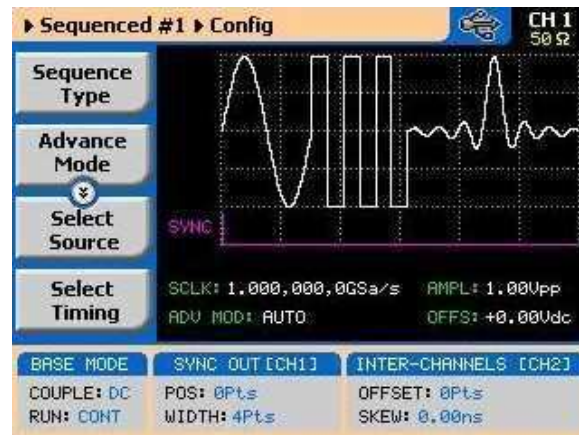 Sequenced #1 Config
CH 1
50 Ω
Sequence
Type
Advance
Mode
Select
Source
SYNC
Select
Timing
SCLK: 1.000,000,0GSa/s AMPL: 1.00Vpp
ADV MOD: AUTO OFFS: +0.00Vdc
BASE MODE SYNC OUT [CH1] INTER-CHANNELS [CH2]
COUPLE: DC POS: 0Pts OFFSET: 0Pts
RUN: CONT WIDTH: 4Pts SKEW: 0.00ns